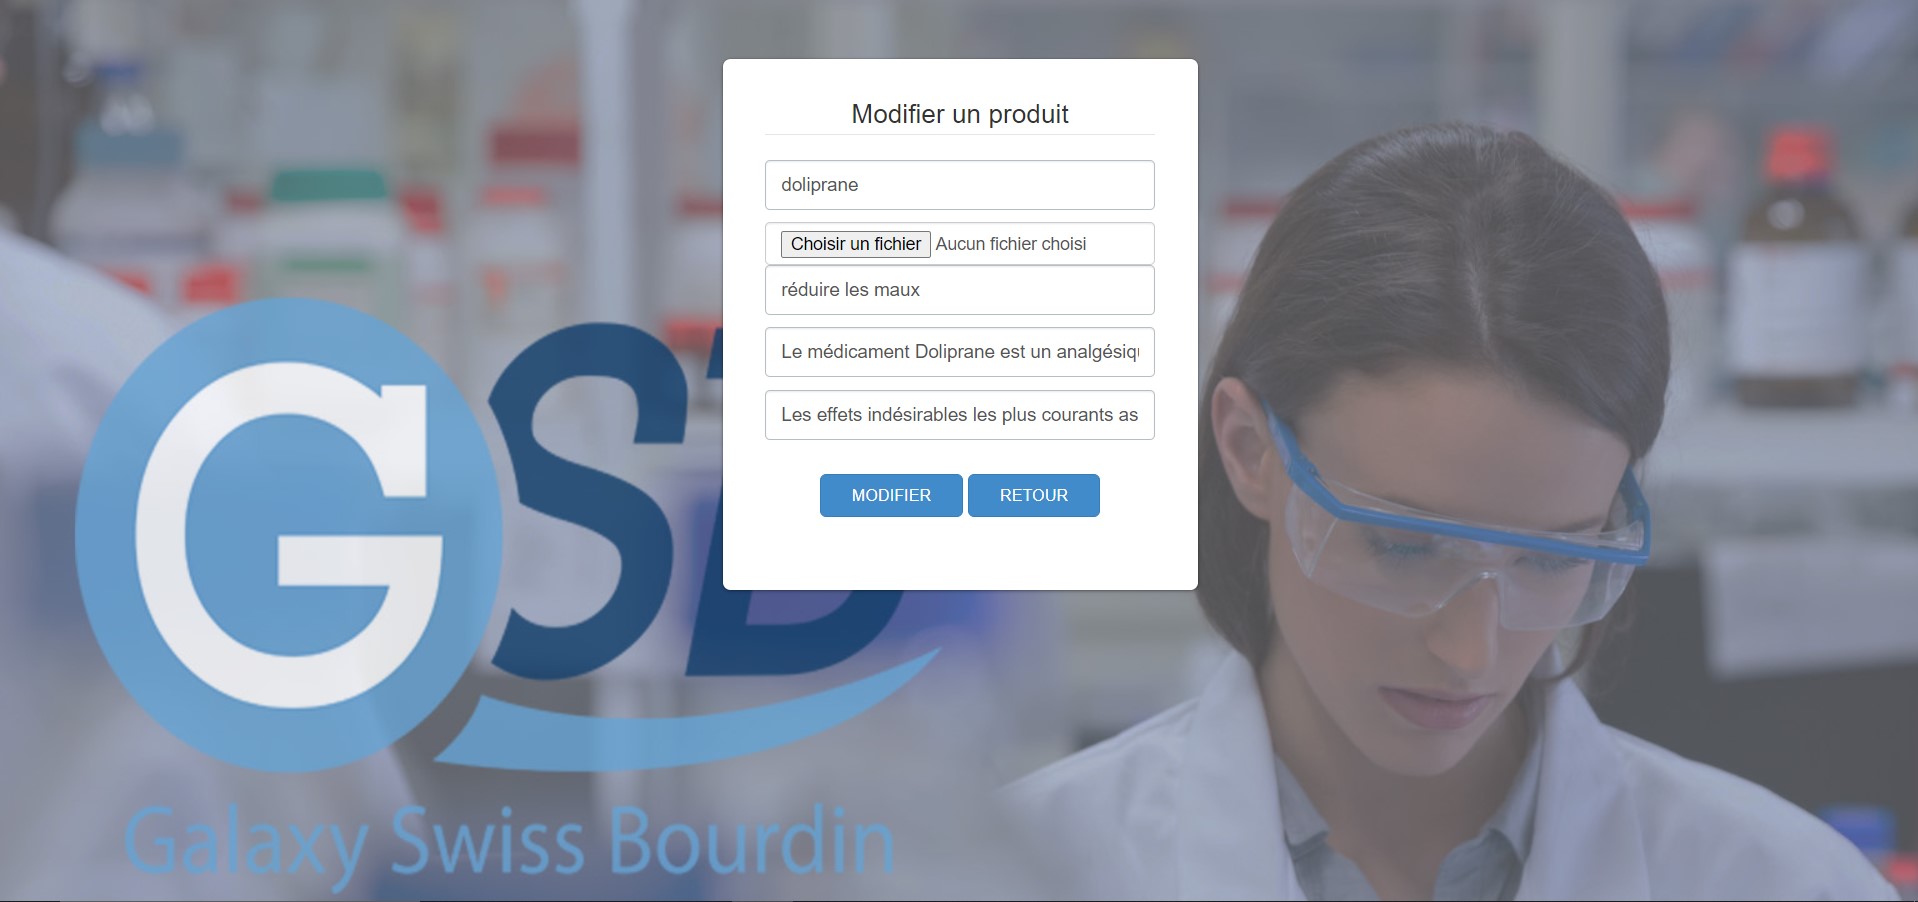 Modifier un produit
doliprane
Choisir un fichier Aucun fichier choisi
réduire les maux
Le médicament Doliprane est un analgésiq
Les effets indésirables les plus courants as
MODIFIER RETOUR
GSB
Galaxy Swiss Bourdin